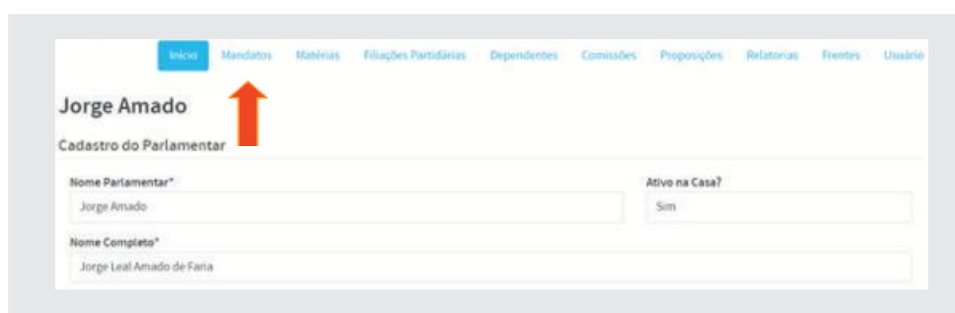 Início Mandatos Matérias Filiações Partidárias Dependentes Comissões Proposições Relatorias Frentes Usuário
Jorge Amado
Cadastro do Parlamentar
Nome Parlamentar* Ativo na Casa?
Jorge Amado Sim
Nome Completo*
Jorge Leal Amado de Faria